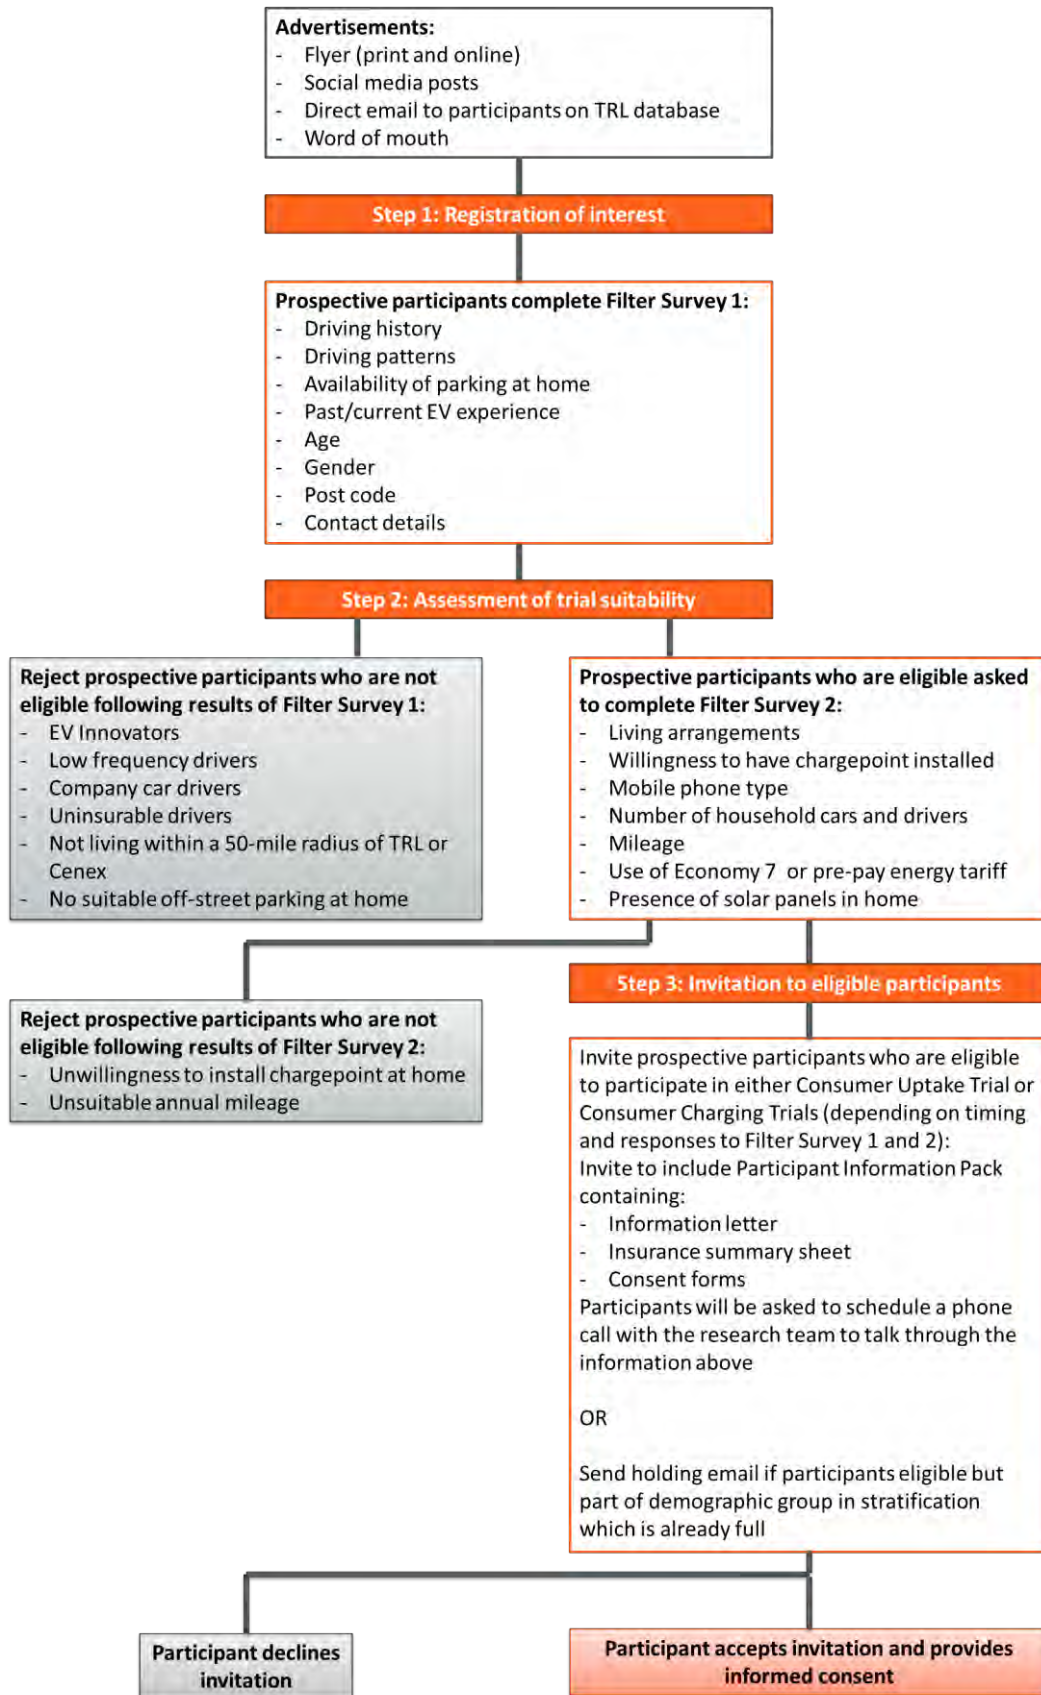 Advertisements:
- Flyer (print and online)
- Social media posts
- Direct email to participants on TRL database
- Word of mouth
Step 1: Registration of interest
Prospective participants complete Filter Survey 1:
- Driving history
- Driving patterns
- Availability of parking at home
- Past/current EV experience
- Age
- Gender
- Post code
- Contact details
Step 2: Assessment of trial suitability
Reject prospective participants who are not
eligible following results of Filter Survey 1:
- EV Innovators
- Low frequency drivers
- Company car drivers
- Uninsurable drivers
- Not living within a 50-mile radius of TRL or
Cenex
- No suitable off-street parking at home
Prospective participants who are eligible asked
to complete Filter Survey 2:
- Living arrangements
- Willingness to have chargepoint installed
- Mobile phone type
- Number of household cars and drivers
- Mileage
- Use of Economy 7 or pre-pay energy tariff
- Presence of solar panels in home
Reject prospective participants who are not
eligible following results of Filter Survey 2:
- Unwillingness to install chargepoint at home
- Unsuitable annual mileage
Step 3: Invitation to eligible participants
Invite prospective participants who are eligible
to participate in either Consumer Uptake Trial or
Consumer Charging Trials (depending on timing
and responses to Filter Survey 1 and 2):
Invite to include Participant Information Pack
containing:
- Information letter
- Insurance summary sheet
- Consent forms
Participants will be asked to schedule a phone
call with the research team to talk through the
information above
OR
Send holding email if participants eligible but
part of demographic group in stratification
which is already full
Participant declines
invitation
Participant accepts invitation and provides
informed consent